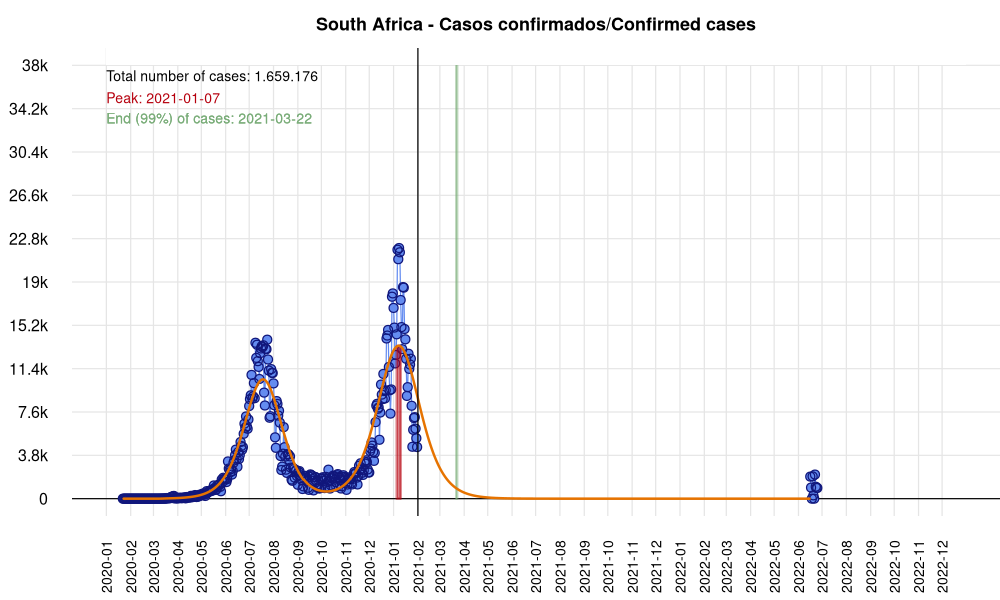 South Africa - Casos confirmados/Confirmed cases
Total number of cases: 1.659.176
Peak: 2021-01-07
End (99%) of cases: 2021-03-22
38k
34.2k
30.4k
26.6k
22.8k
19k
15.2k
11.4k
7.6k
3.8k
0
2020-01
2020-02
2020-03
2020-04
2020-05
2020-06
2020-07
2020-08
2020-09
2020-10
2020-11
2020-12
2021-01
2021-02
2021-03
2021-04
2021-05
2021-06
2021-07
2021-08
2021-09
2021-10
2021-11
2021-12
2022-01
2022-02
2022-03
2022-04
2022-05
2022-06
2022-07
2022-08
2022-09
2022-10
2022-11
2022-12